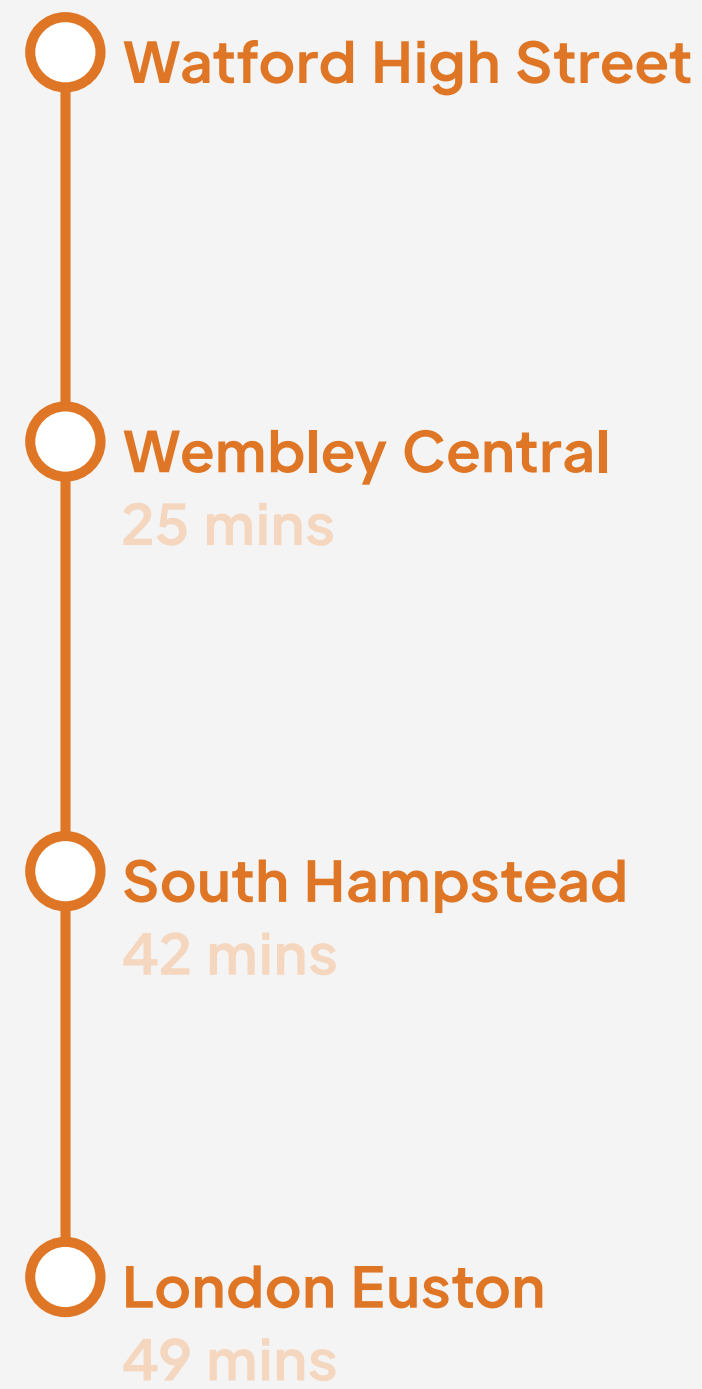 Watford High Street
Wembley Central
25 mins
South Hampstead
42 mins
London Euston
49 mins